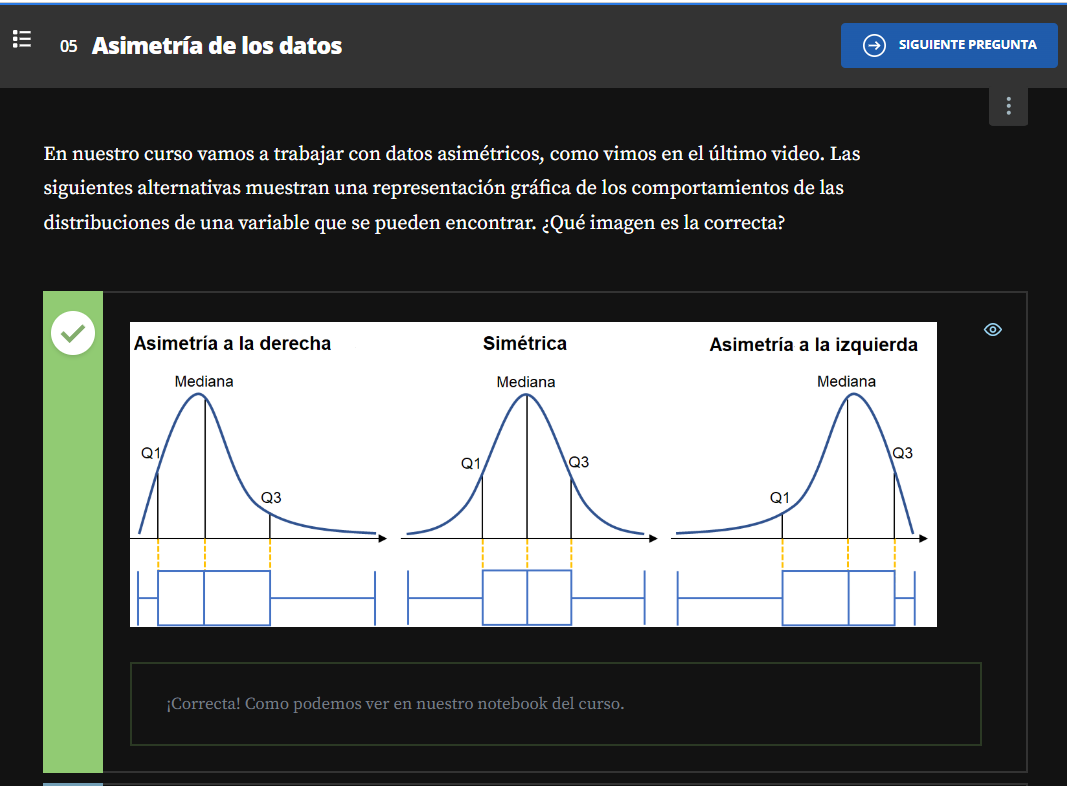 05 Asimetría de los datos
SIGUIENTE PREGUNTA
En nuestro curso vamos a trabajar con datos asimétricos, como vimos en el último video. Las
siguientes alternativas muestran una representación gráfica de los comportamientos de las
distribuciones de una variable que se pueden encontrar. ¿Qué imagen es la correcta?
Asimetría a la derecha
Simétrica
Asimetría a la izquierda
Mediana
Mediana
Mediana
Q1
Q3
Q1
Q3
Q1
Q3
¡Correcta! Como podemos ver en nuestro notebook del curso.